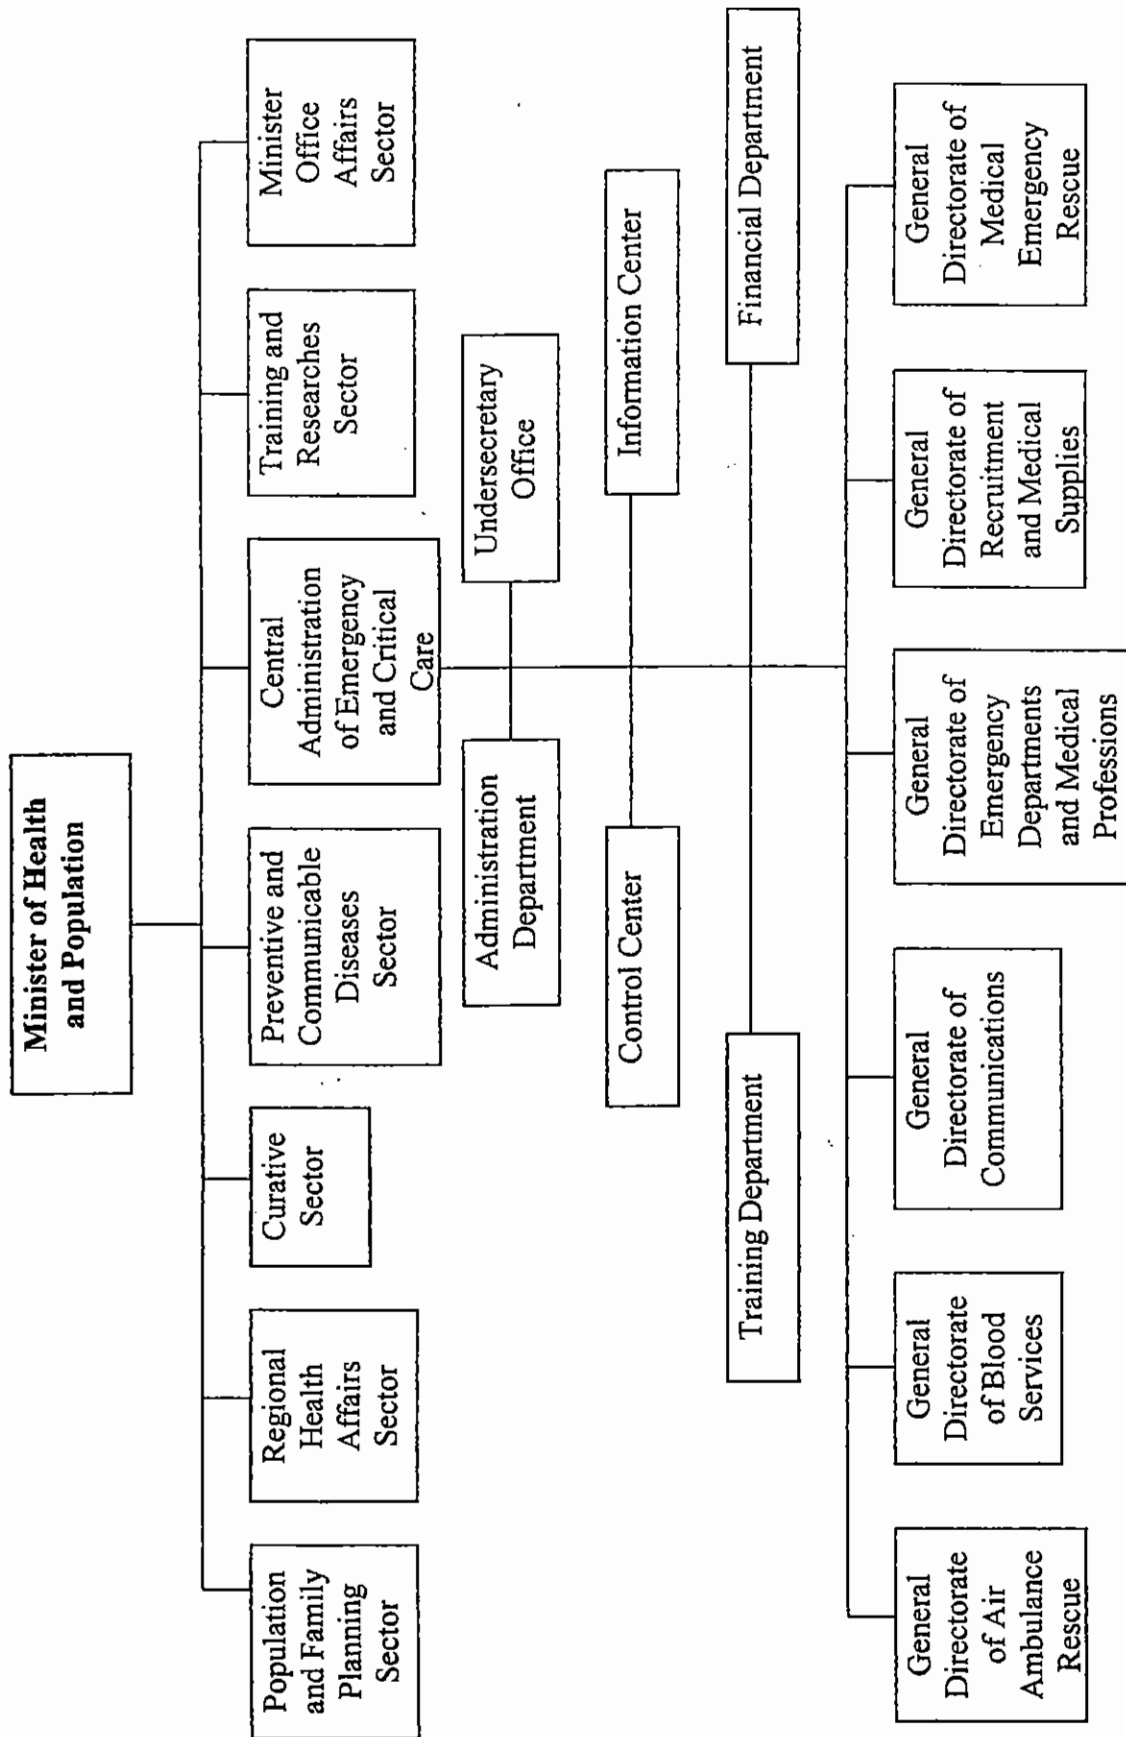 Minister of Health
and Population
Population
and Family
Planning
Sector
Regional
Health
Affairs
Sector
Curative
Sector
Preventive and
Communicable
Diseases
Sector
Central
Administration
of Emergency
and Critical
Care
Training and
Researches
Sector
Minister
Office
Affairs
Sector
Administration
Department
Undersecretary
Office
Control Center
Information Center
Training Department
Financial Department
General
Directorate
of Air
Ambulance
Rescue
General
Directorate
of Blood
Services
General
Directorate of
Communications
General
Directorate of
Emergency
Departments
and Medical
Professions
General
Directorate of
Recruitment
and Medical
Supplies
General
Directorate of
Medical
Emergency
Rescue